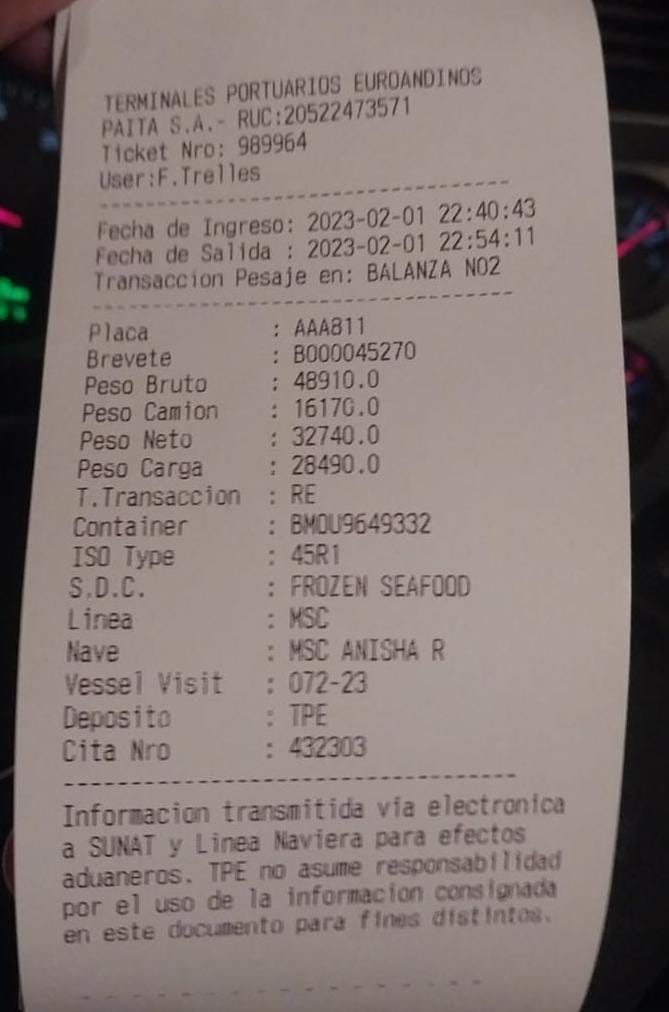 TERMINALES PORTUARIOS EUROANDINOS
PAITA S.A.- RUC:20522473571
Ticket Nro: 989964
User:F.Trelles
Fecha de Ingreso: 2023-02-01 22:40:43
Fecha de Salida : 2023-02-01 22:54:11
Transaccion Pesaje en: BALANZA NO2
Placa : AAA811
Brevete : B000045270
Peso Bruto : 48910.0
Peso Camion : 16170.0
Peso Neto : 32740.0
Peso Carga : 28490.0
T.Transaccion : RE
Container : BMOU9649332
ISO Type : 45R1
S.D.C. : FROZEN SEAFOOD
Linea : MSC
Nave : MSC ANISHA R
Vessel Visit : 072-23
Deposito : TPE
Cita Nro : 432303
Informacion transmitida via electronica
a SUNAT y Linea Naviera para efectos
aduaneros. TPE no asume responsabilidad
por el uso de la informacion consignada
en este documento para fines distintos.